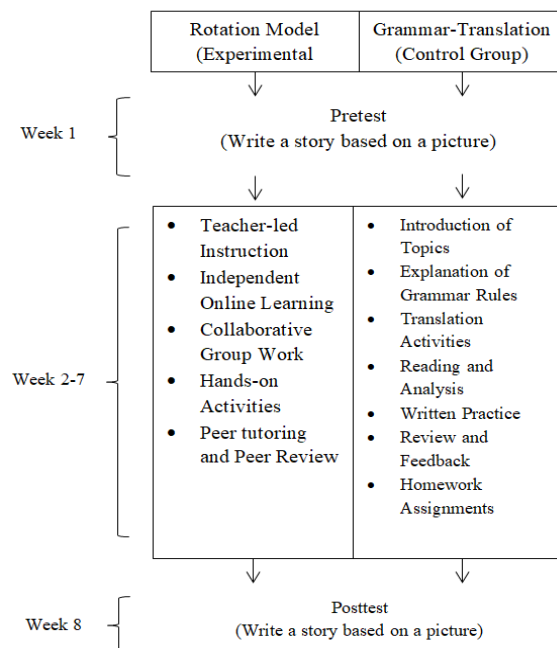 Rotation Model
(Experimental
Grammar-Translation
(Control Group)
Week 1
Pretest
(Write a story based on a picture)
Week 2-7
• Teacher-led
Instruction
• Independent
Online Learning
• Collaborative
Group Work
• Hands-on
Activities
• Peer tutoring
and Peer Review
• Introduction of
Topics
• Explanation of
Grammar Rules
• Translation
Activities
• Reading and
Analysis
• Written Practice
• Review and
Feedback
• Homework
Assignments
Week 8
Posttest
(Write a story based on a picture)